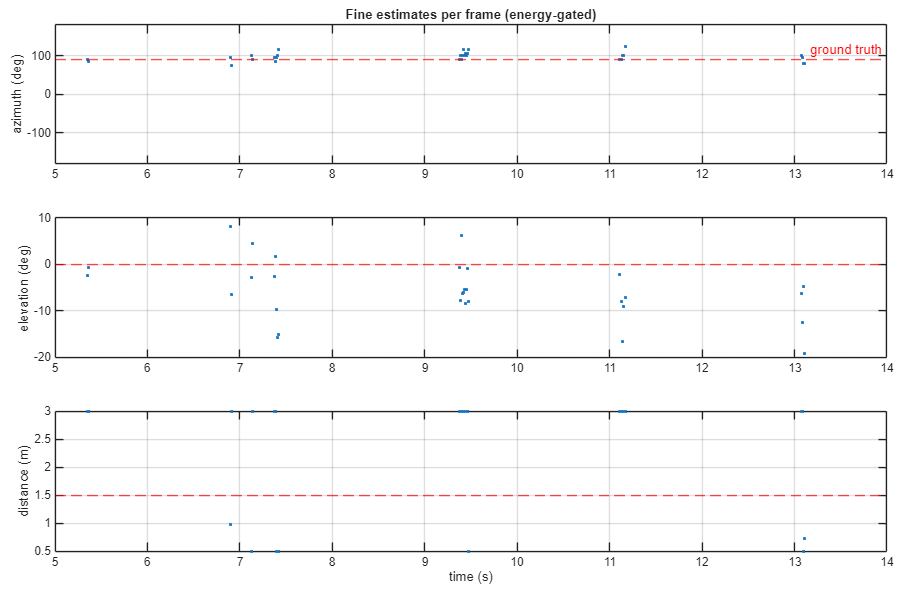 Fine estimates per frame (energy-gated)
azimuth (deg)
100
0
-100
ground truth
5 6 7 8 9 10 11 12 13 14
elevation (deg)
10
0
-10
-20
5 6 7 8 9 10 11 12 13 14
distance (m)
3
2.5
2
1.5
1
0.5
5 6 7 8 9 10 11 12 13 14
time (s)